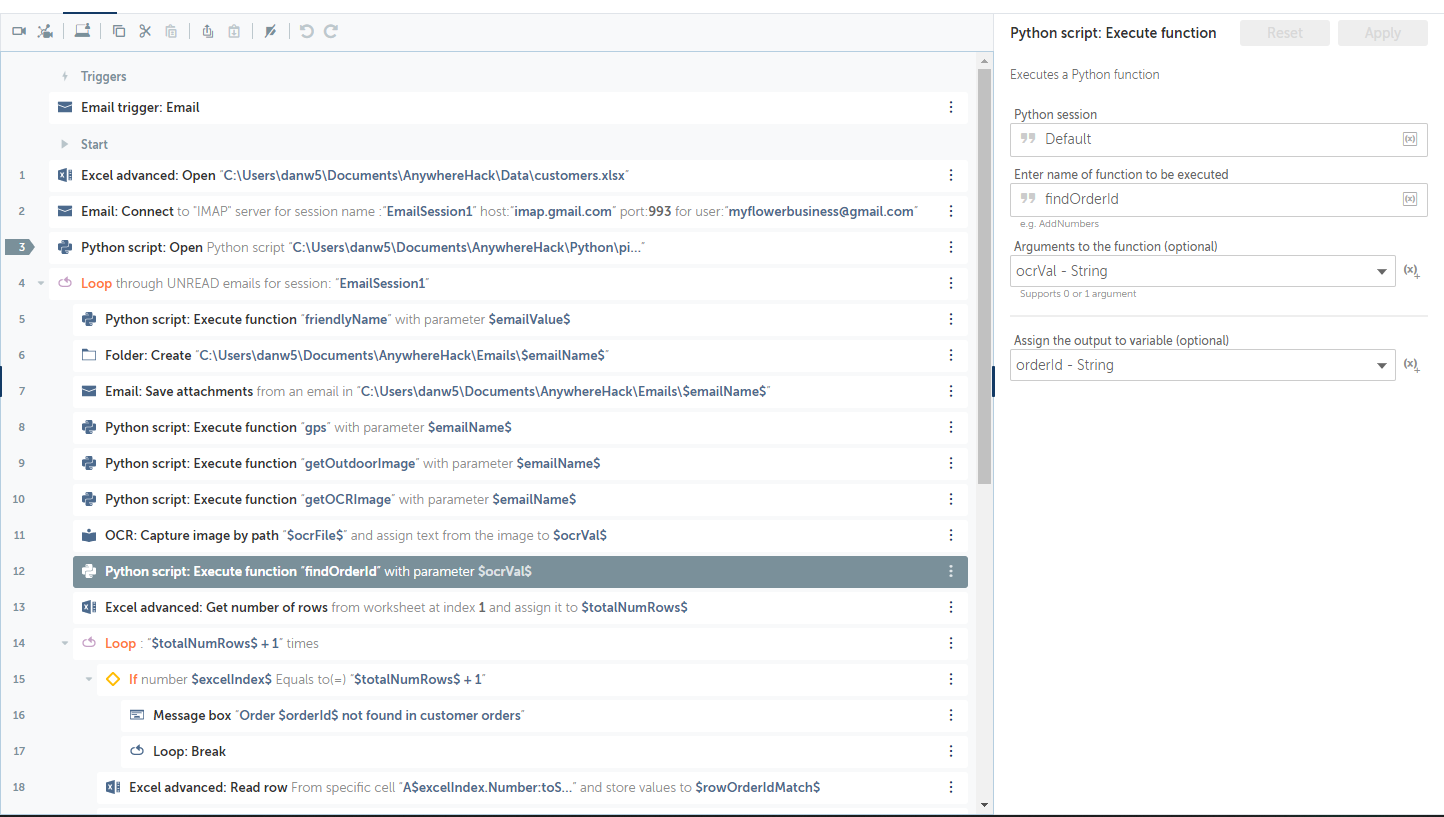 Triggers
Email trigger: Email
Start
1 Excel advanced: Open "C:\Users\danw5\Documents\AnywhereHack\Data\customers.xlsx"
2 Email: Connect to "IMAP" server for session name :"EmailSession1" host:"imap.gmail.com" port:993 for user:"myflowerbusiness@gmail.com"
3 Python script: Open Python script "C:\Users\danw5\Documents\AnywhereHack\Python\pi..."
4 Loop through UNREAD emails for session: "EmailSession1"
5 Python script: Execute function "friendlyName" with parameter $emailValue$
6 Folder: Create "C:\Users\danw5\Documents\AnywhereHack\Emails\$emailName$"
7 Email: Save attachments from an email in "C:\Users\danw5\Documents\AnywhereHack\Emails\$emailName$"
8 Python script: Execute function "gps" with parameter $emailName$
9 Python script: Execute function "getOutdoorImage" with parameter $emailName$
10 Python script: Execute function "getOCRImage" with parameter $emailName$
11 OCR: Capture image by path "$ocrFile$" and assign text from the image to $ocrVal$
12 Python script: Execute function "findOrderId" with parameter $ocrVal$
13 Excel advanced: Get number of rows from worksheet at index 1 and assign it to $totalNumRows$
14 Loop : "$totalNumRows$ + 1" times
15 If number $excelIndex$ Equals to(=) "$totalNumRows$ + 1"
16 Message box "Order $orderId$ not found in customer orders"
17 Loop: Break
18 Excel advanced: Read row From specific cell "A$excelIndex.Number:toS..." and store values to $rowOrderIdMatch$
Python script: Execute function
Reset
Apply
Executes a Python function
Python session
Default
(x)
Enter name of function to be executed
findOrderId
(x)
e.g. AddNumbers
Arguments to the function (optional)
ocrVal - String
(x)+
Supports 0 or 1 argument
Assign the output to variable (optional)
orderId - String
(x)+